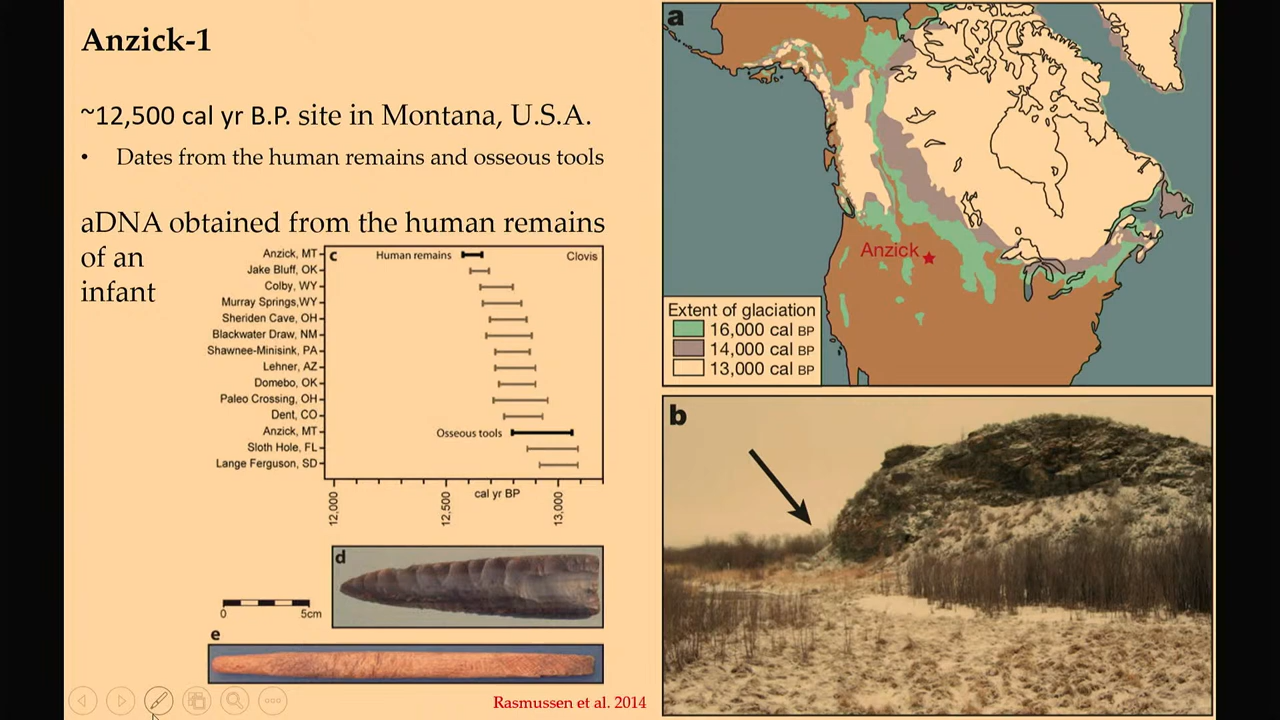 Anzick-1
~12,500 cal yr B.P. site in Montana, U.S.A.
• Dates from the human remains and osseous tools
aDNA obtained from the human remains
of an
infant
c
Human remains
Clovis
Anzick, MT
Jake Bluff, OK
Colby, WY
Murray Springs,WY
Sheriden Cave, OH
Blackwater Draw, NM
Shawnee-Minisink, PA
Lehner, AZ
Domebo, OK
Paleo Crossing, OH
Dent, CO
Anzick, MT
Osseous tools
Sloth Hole, FL
Lange Ferguson, SD
12,000
12,500
cal yr BP
13,000
d
0 5cm
e
Rasmussen et al. 2014
a
Anzick
Extent of glaciation
16,000 cal BP
14,000 cal BP
13,000 cal BP
b